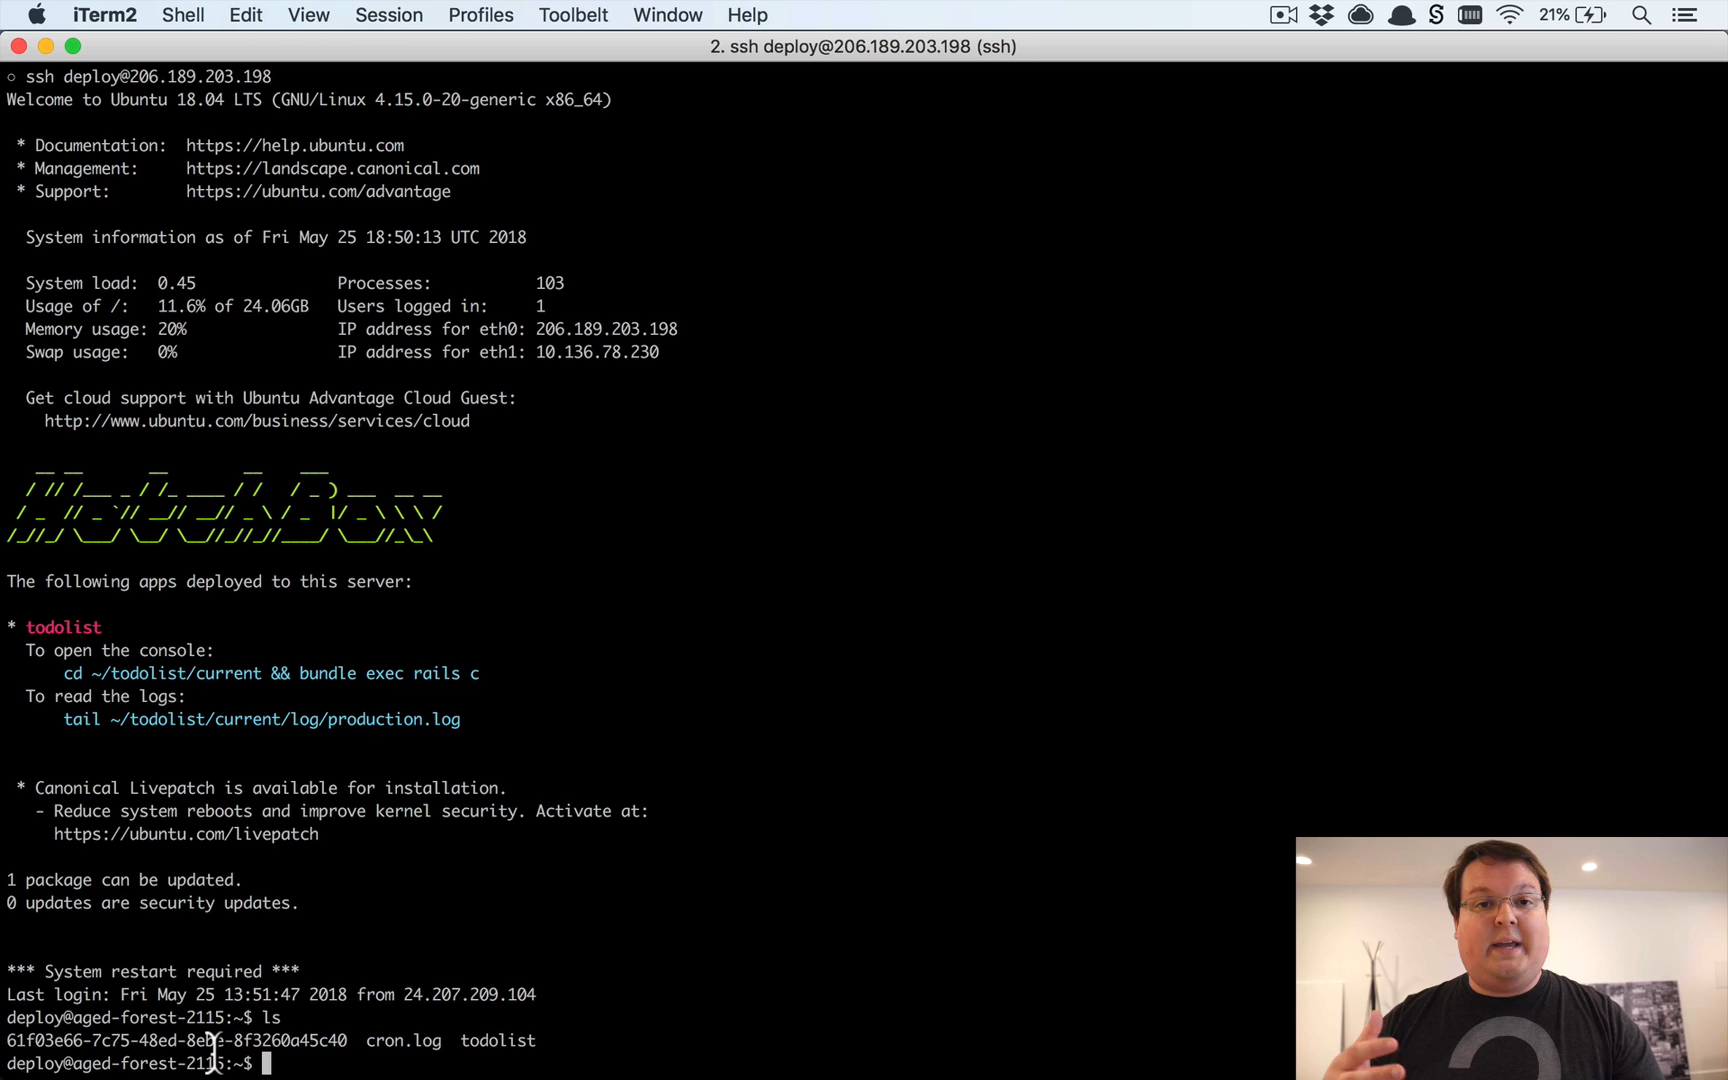 iTerm2 Shell Edit View Session Profiles Toolbelt Window Help 21%
2. ssh deploy@206.189.203.198 (ssh)
ssh deploy@206.189.203.198
Welcome to Ubuntu 18.04 LTS (GNU/Linux 4.15.0-20-generic x86_64)
* Documentation: https://help.ubuntu.com
* Management: https://landscape.canonical.com
* Support: https://ubuntu.com/advantage
System information as of Fri May 25 18:50:13 UTC 2018
System load: 0.45 Processes: 103
Usage of /: 11.6% of 24.06GB Users logged in: 1
Memory usage: 20% IP address for eth0: 206.189.203.198
Swap usage: 0% IP address for eth1: 10.136.78.230
Get cloud support with Ubuntu Advantage Cloud Guest:
http://www.ubuntu.com/business/services/cloud
HatchBox
The following apps deployed to this server:
* todolist
To open the console:
cd ~/todolist/current && bundle exec rails c
To read the logs:
tail ~/todolist/current/log/production.log
* Canonical Livepatch is available for installation.
- Reduce system reboots and improve kernel security. Activate at:
https://ubuntu.com/livepatch
1 package can be updated.
0 updates are security updates.
*** System restart required ***
Last login: Fri May 25 13:51:47 2018 from 24.207.209.104
deploy@aged-forest-2115:~$ ls
61f03e66-7c75-48ed-8ebe-8f3260a45c40 cron.log todolist
deploy@aged-forest-2115:~$